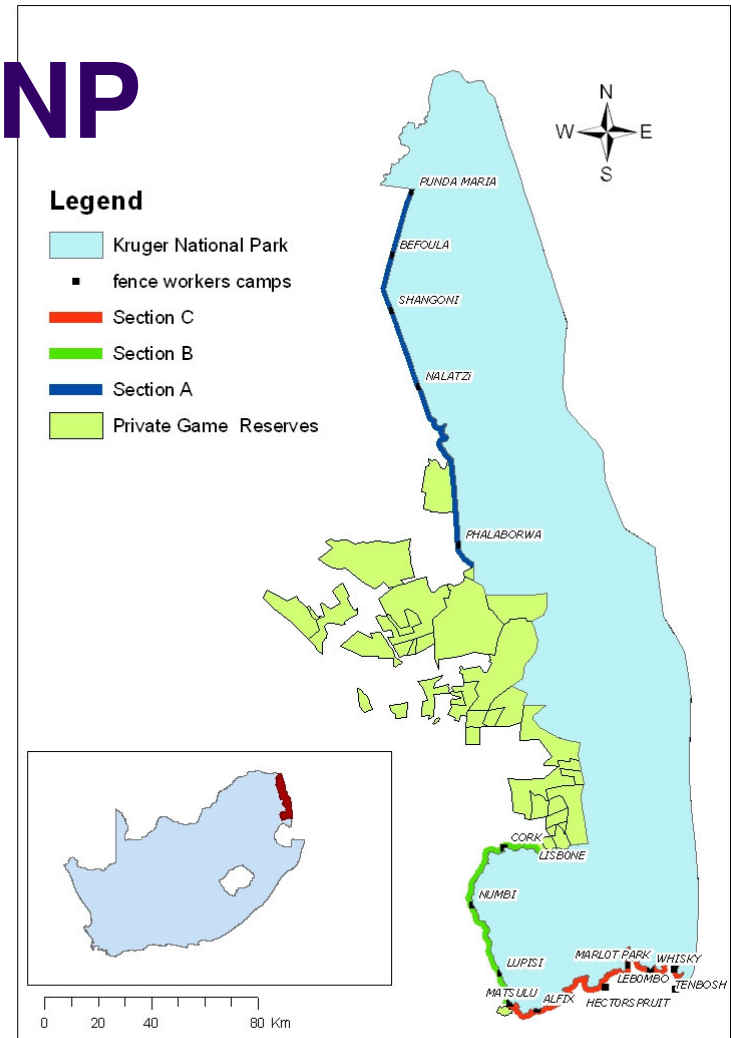 NP
N
W E
S
Legend
Kruger National Park
fence workers camps
Section C
Section B
Section A
Private Game Reserves
PUNDA MARIA
BEFOULA
SHANGONI
NALATZi
PHALABORWA
CORK
LISBONE
NUMBI
LUPISI
MATSULU
ALFIX
MARLOT PARK
WHISKY
LEBOMBO
TENBOSH
HECTORSPRUIT
0 20 40 80 Km